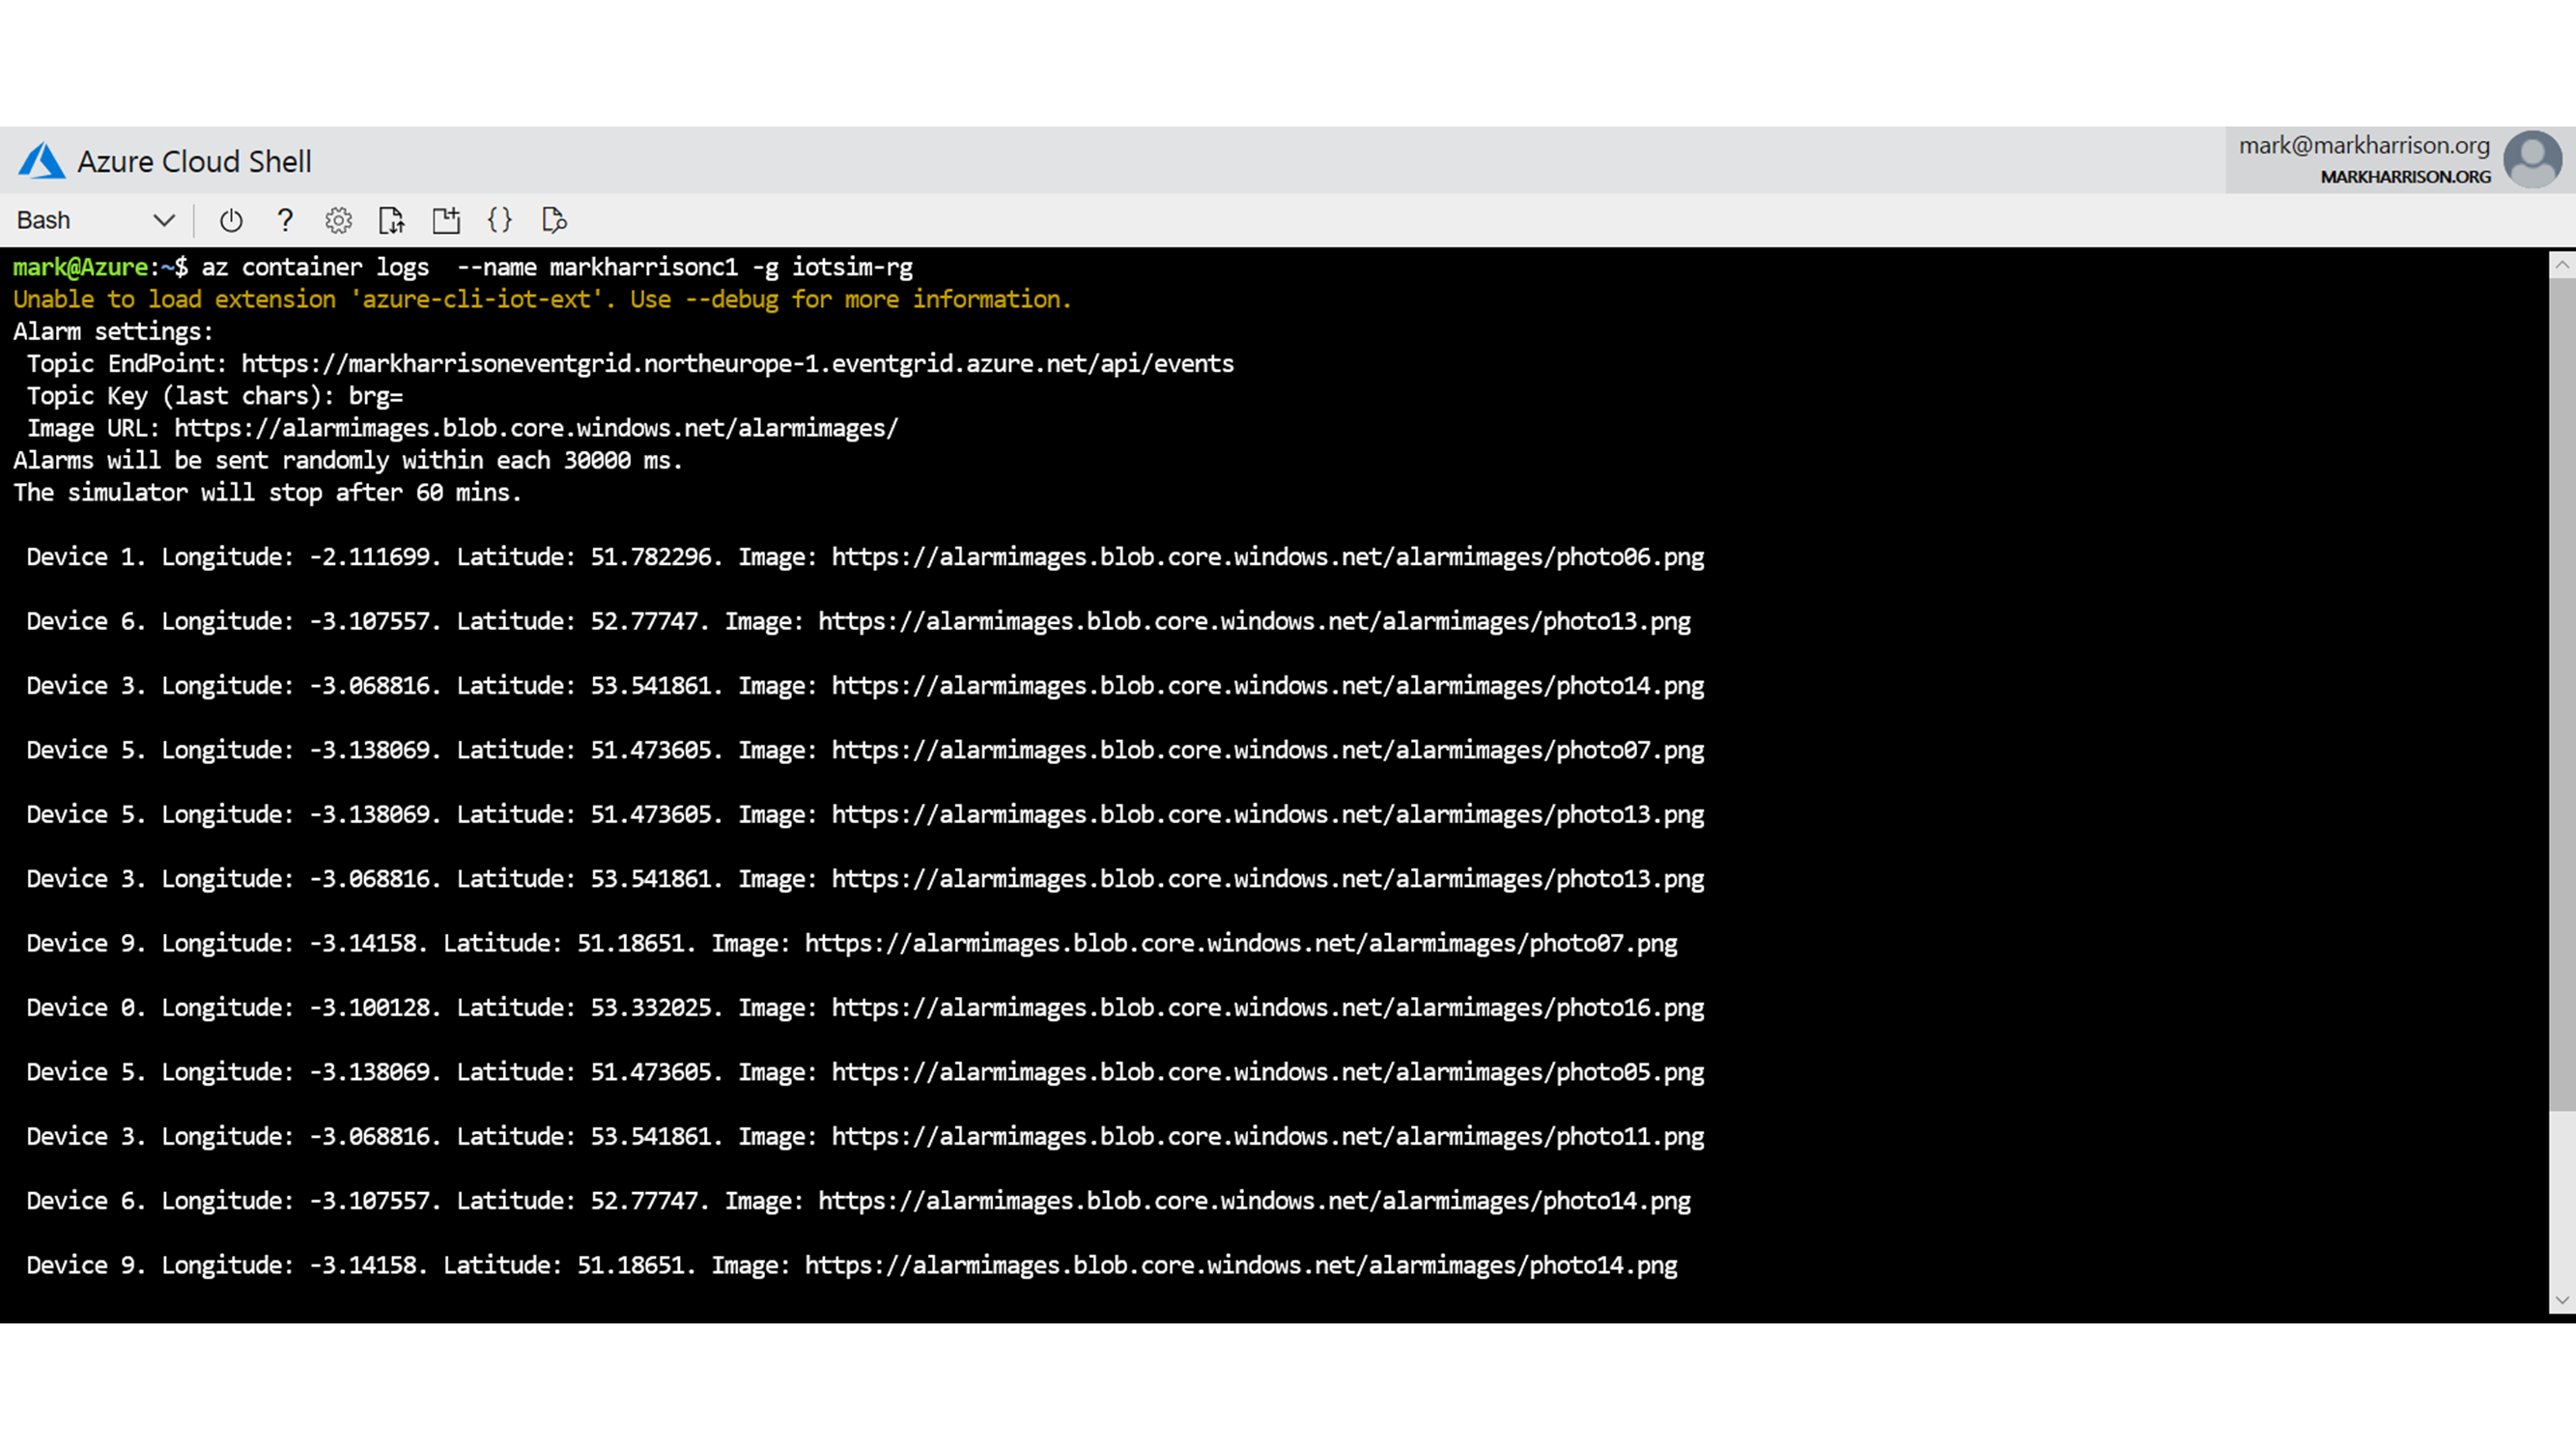 Azure Cloud Shell
mark@markharrison.org
MARKHARRISON.ORG
Bash
?
{}
mark@Azure:~$ az container logs  --name markharrisonc1 -g iotsim-rg
Unable to load extension 'azure-cli-iot-ext'. Use --debug for more information.
Alarm settings:
Topic EndPoint: https://markharrisoneventgrid.northeurope-1.eventgrid.azure.net/api/events
Topic Key (last chars): brg=
Image URL: https://alarmimages.blob.core.windows.net/alarmimages/
Alarms will be sent randomly within each 30000 ms.
The simulator will stop after 60 mins.
Device 1. Longitude: -2.111699. Latitude: 51.782296. Image: https://alarmimages.blob.core.windows.net/alarmimages/photo06.png
Device 6. Longitude: -3.107557. Latitude: 52.77747. Image: https://alarmimages.blob.core.windows.net/alarmimages/photo13.png
Device 3. Longitude: -3.068816. Latitude: 53.541861. Image: https://alarmimages.blob.core.windows.net/alarmimages/photo14.png
Device 5. Longitude: -3.138069. Latitude: 51.473605. Image: https://alarmimages.blob.core.windows.net/alarmimages/photo07.png
Device 5. Longitude: -3.138069. Latitude: 51.473605. Image: https://alarmimages.blob.core.windows.net/alarmimages/photo13.png
Device 3. Longitude: -3.068816. Latitude: 53.541861. Image: https://alarmimages.blob.core.windows.net/alarmimages/photo13.png
Device 9. Longitude: -3.14158. Latitude: 51.18651. Image: https://alarmimages.blob.core.windows.net/alarmimages/photo07.png
Device 0. Longitude: -3.100128. Latitude: 53.332025. Image: https://alarmimages.blob.core.windows.net/alarmimages/photo16.png
Device 5. Longitude: -3.138069. Latitude: 51.473605. Image: https://alarmimages.blob.core.windows.net/alarmimages/photo05.png
Device 3. Longitude: -3.068816. Latitude: 53.541861. Image: https://alarmimages.blob.core.windows.net/alarmimages/photo11.png
Device 6. Longitude: -3.107557. Latitude: 52.77747. Image: https://alarmimages.blob.core.windows.net/alarmimages/photo14.png
Device 9. Longitude: -3.14158. Latitude: 51.18651. Image: https://alarmimages.blob.core.windows.net/alarmimages/photo14.png